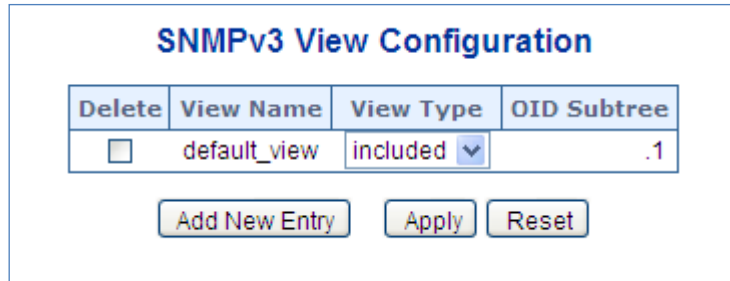 SNMPv3 View Configuration
Delete View Name View Type OID Subtree
default_view included .1
Add New Entry Apply Reset